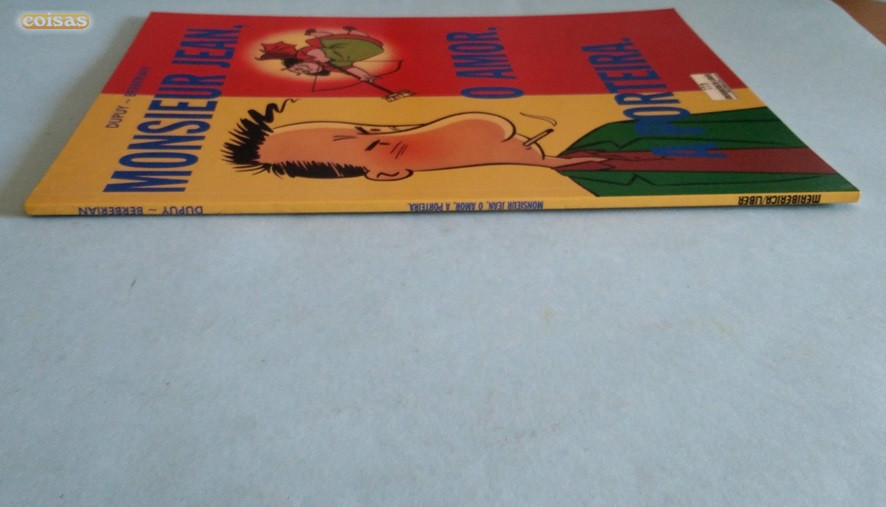 coisas
DUPUY ~ BERBERIAN
MONSIEUR JEAN,
O AMOR,
A PORTEIRA.
DUPUY ~ BERBERIAN
MONSIEUR JEAN, O AMOR, A PORTEIRA.
MERIBERICA/LIBER